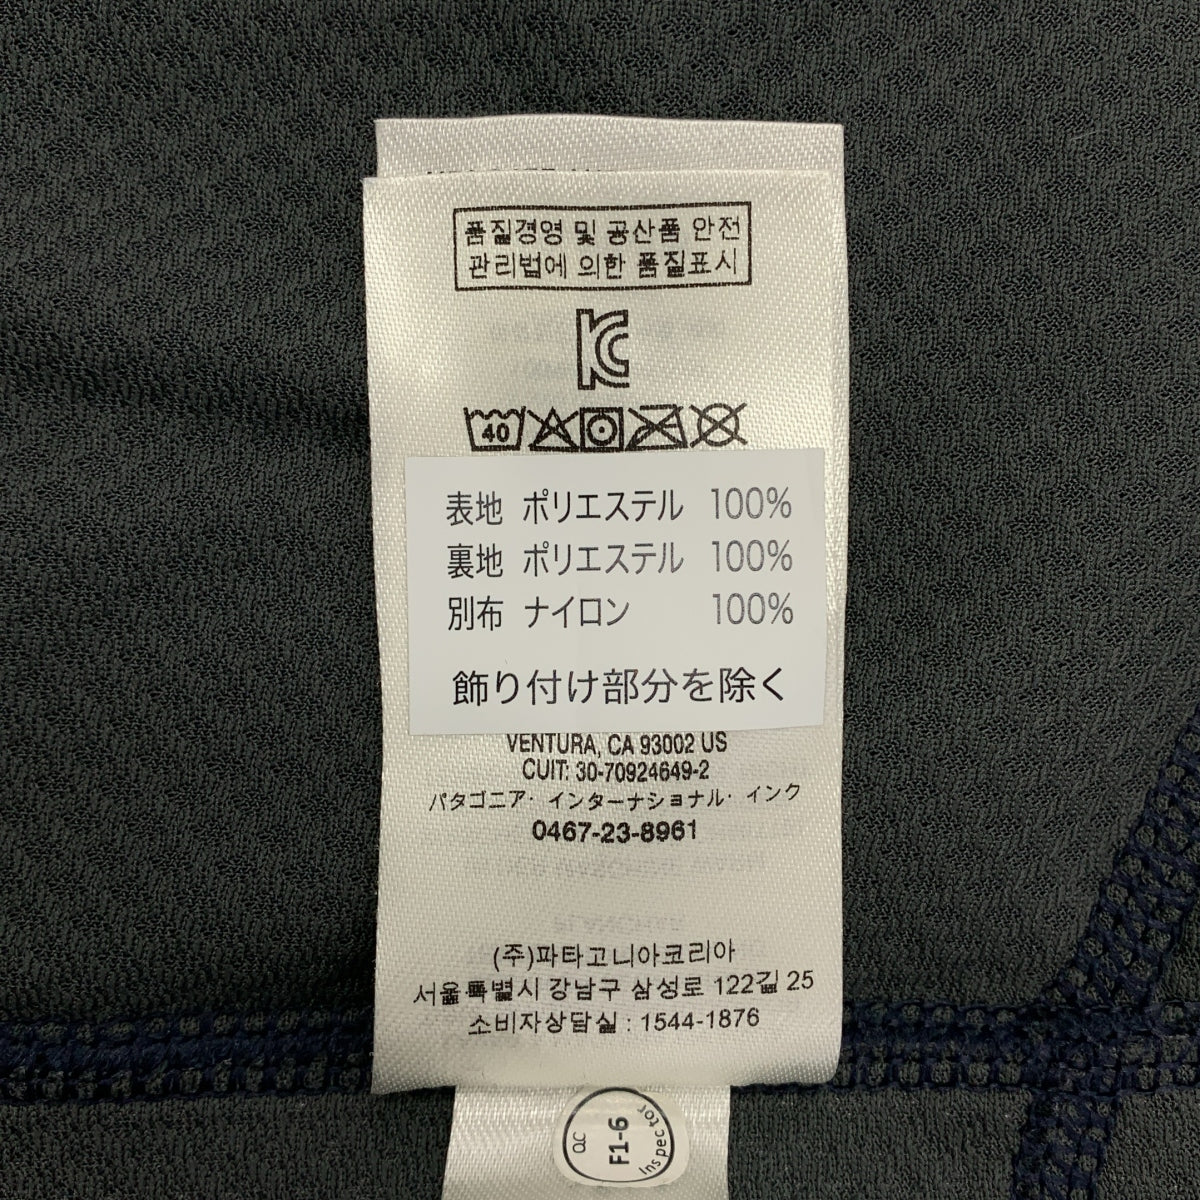 품질경영 및 공산품 안전
관리법에 의한 품질표시
KC
40
表地 ポリエステル 100%
裏地 ポリエステル 100%
別布 ナイロン 100%
飾り付け部分を除く
VENTURA, CA 93002 US
CUIT: 30-70924649-2
パタゴニア・インターナショナル・インク
0467-23-8961
(주)파타고니아코리아
서울특별시 강남구 삼성로 122길 25
소비자상담실 : 1544-1876
QC
F1-6
Inspector